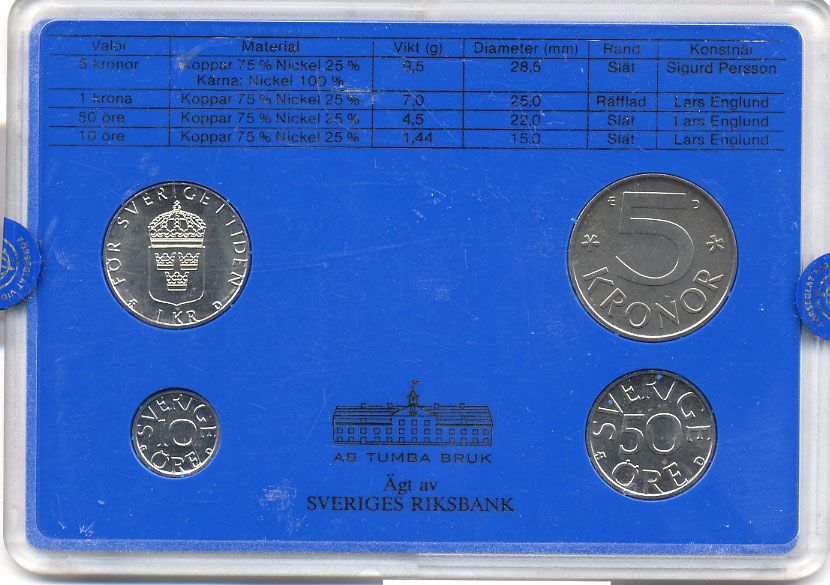 Valör Material Vikt (g) Diameter (mm) Rand Konstnär
5 kronor Koppar 75 % Nickel 25 % 9,5 28,5 Slät Sigurd Persson
Kärna: Nickel 100 %
1 krona Koppar 75 % Nickel 25 % 7,0 25,0 Räfflad Lars Englund
50 öre Koppar 75 % Nickel 25 % 4,5 22,0 Slät Lars Englund
10 öre Koppar 75 % Nickel 25 % 1,44 15,0 Slät Lars Englund
FÖR SVERIGE I TIDEN
Æ 1 KR D
Æ D
5
KRONOR
SVERIGE
10
ÖRE
SVERIGE
50
ÖRE
D
AB TUMBA BRUK
Ägt av
SVERIGES RIKSBANK